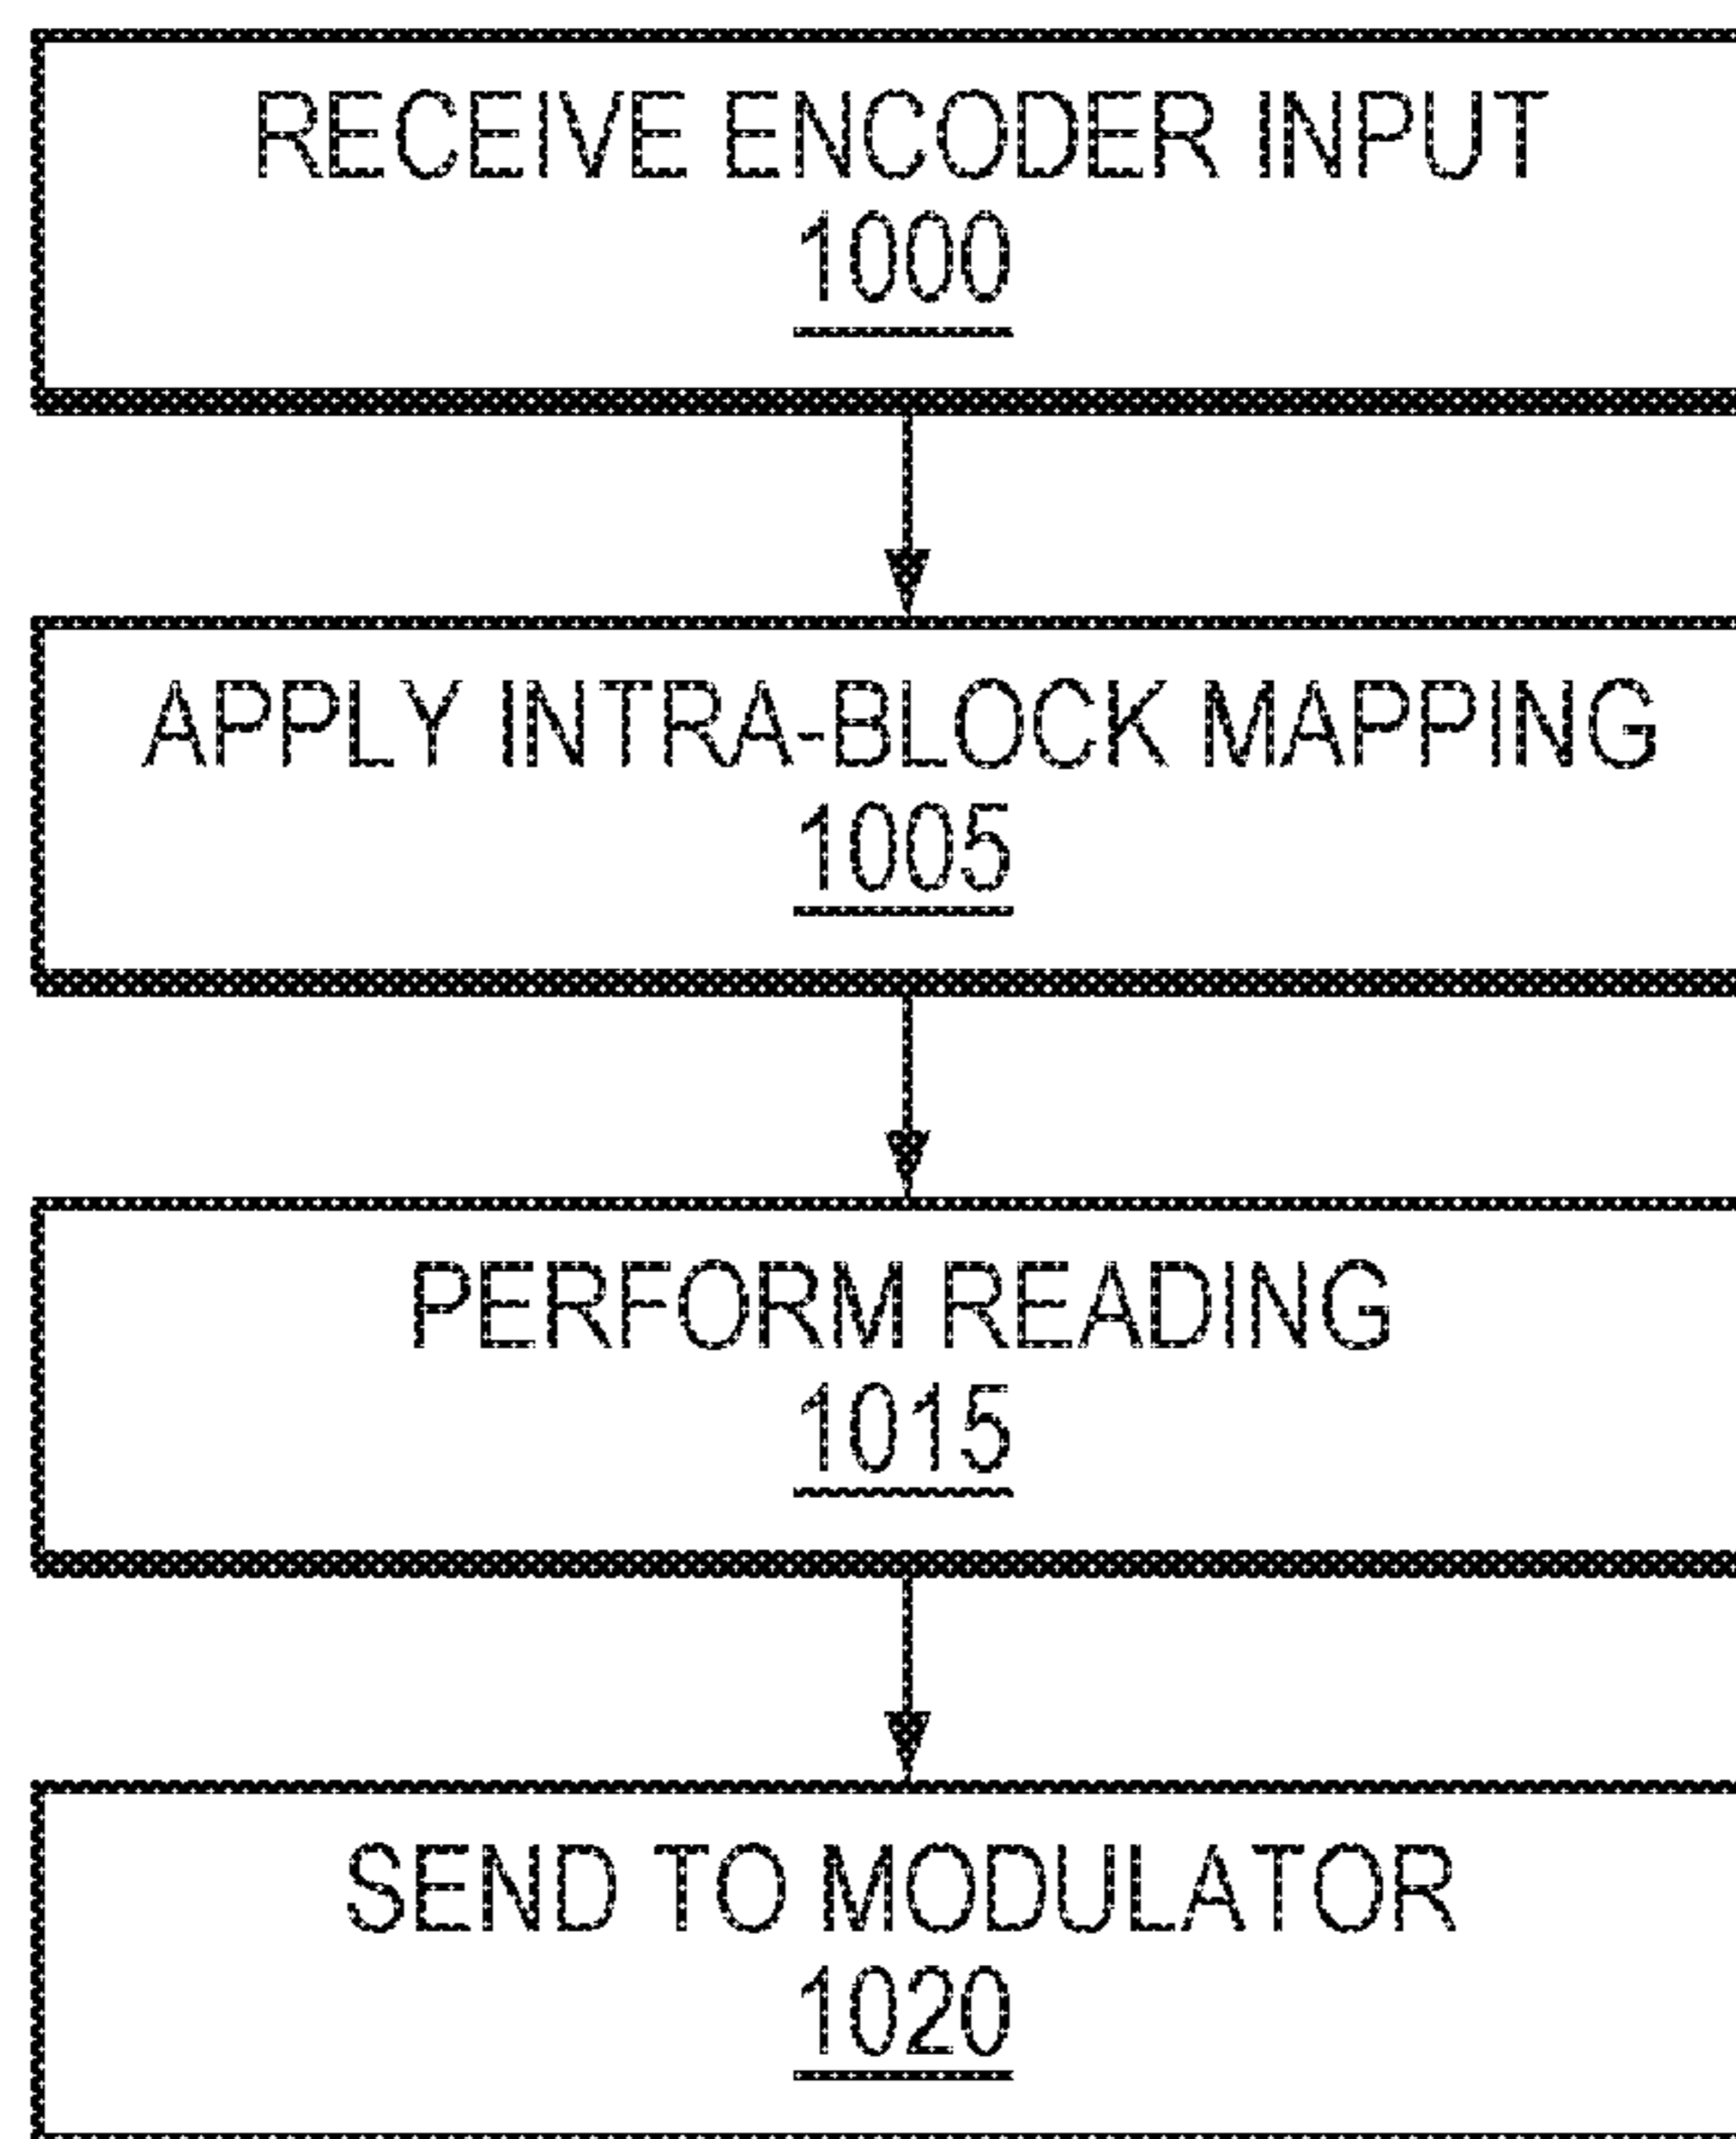 RECEIVE ENCODER INPUT
1000
APPLY INTRA-BLOCK MAPPING
1005
PERFORM READING
1015
SEND TO MODULATOR
1020